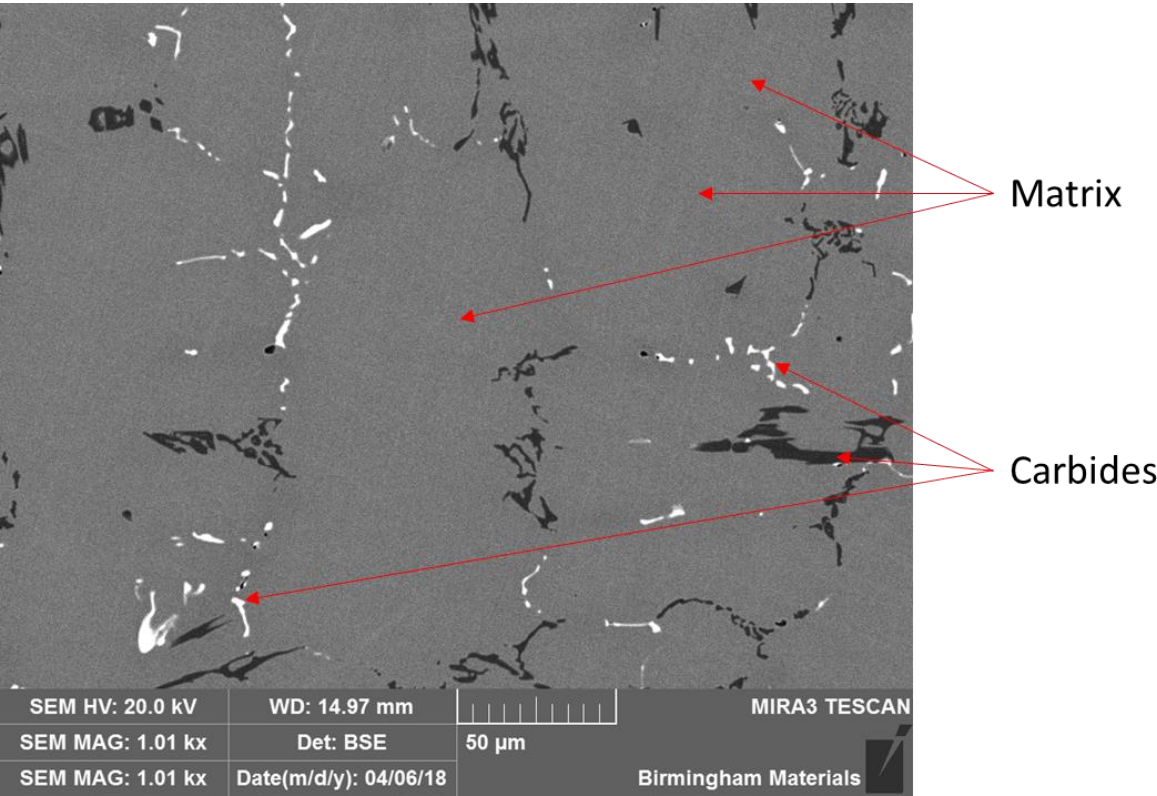 Matrix
Carbides
SEM HV: 20.0 kV
WD: 14.97 mm
MIRA3 TESCAN
SEM MAG: 1.01 kx
Det: BSE
50 µm
SEM MAG: 1.01 kx
Date(m/d/y): 04/06/18
Birmingham Materials